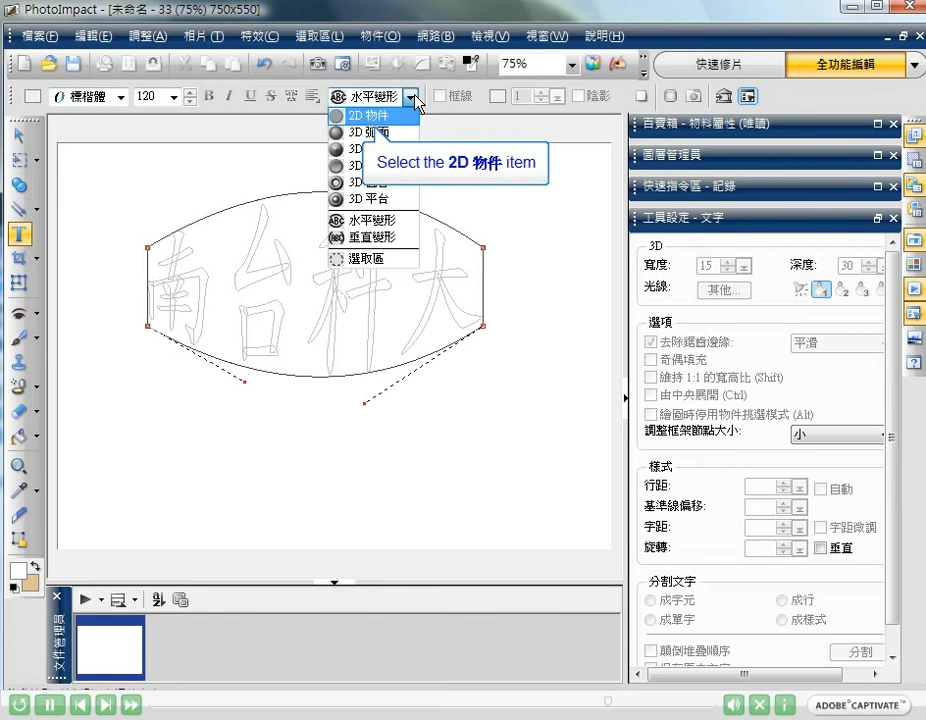 PhotoImpact - [未命名 - 33 (75%) 750x550]
檔案(F) 編輯(E) 調整(A) 相片(T) 特效(C) 選取區(L) 物件(O) 網路(B) 檢視(V) 視窗(W) 說明(H)
75% 快速修片 全功能編輯
標楷體 120 B I U S 水平變形 框線 1 陰影
2D 物件
3D 弧面
3D
3D
3D
3D 平台
水平變形
垂直變形
選取區
Select the 2D 物件 item
南台科大
百寶箱 - 物料屬性 (唯讀)
圖層管理員
快速指令區 - 記錄
工具設定 - 文字
3D
寬度: 15 深度: 30
光線: 其他... 1 2 3
選項
去除鋸齒邊緣: 平滑
奇偶填充
維持 1:1 的寬高比 (Shift)
由中央展開 (Ctrl)
繪圖時停用物件挑選模式 (Alt)
調整框架節點大小: 小
樣式
行距: 自動
基準線偏移:
字距: 字距微調
旋轉: 垂直
分割文字
成字元 成行
成單字 成樣式
顛倒堆疊順序 分割
文件管理員
ADOBE CAPTIVATE